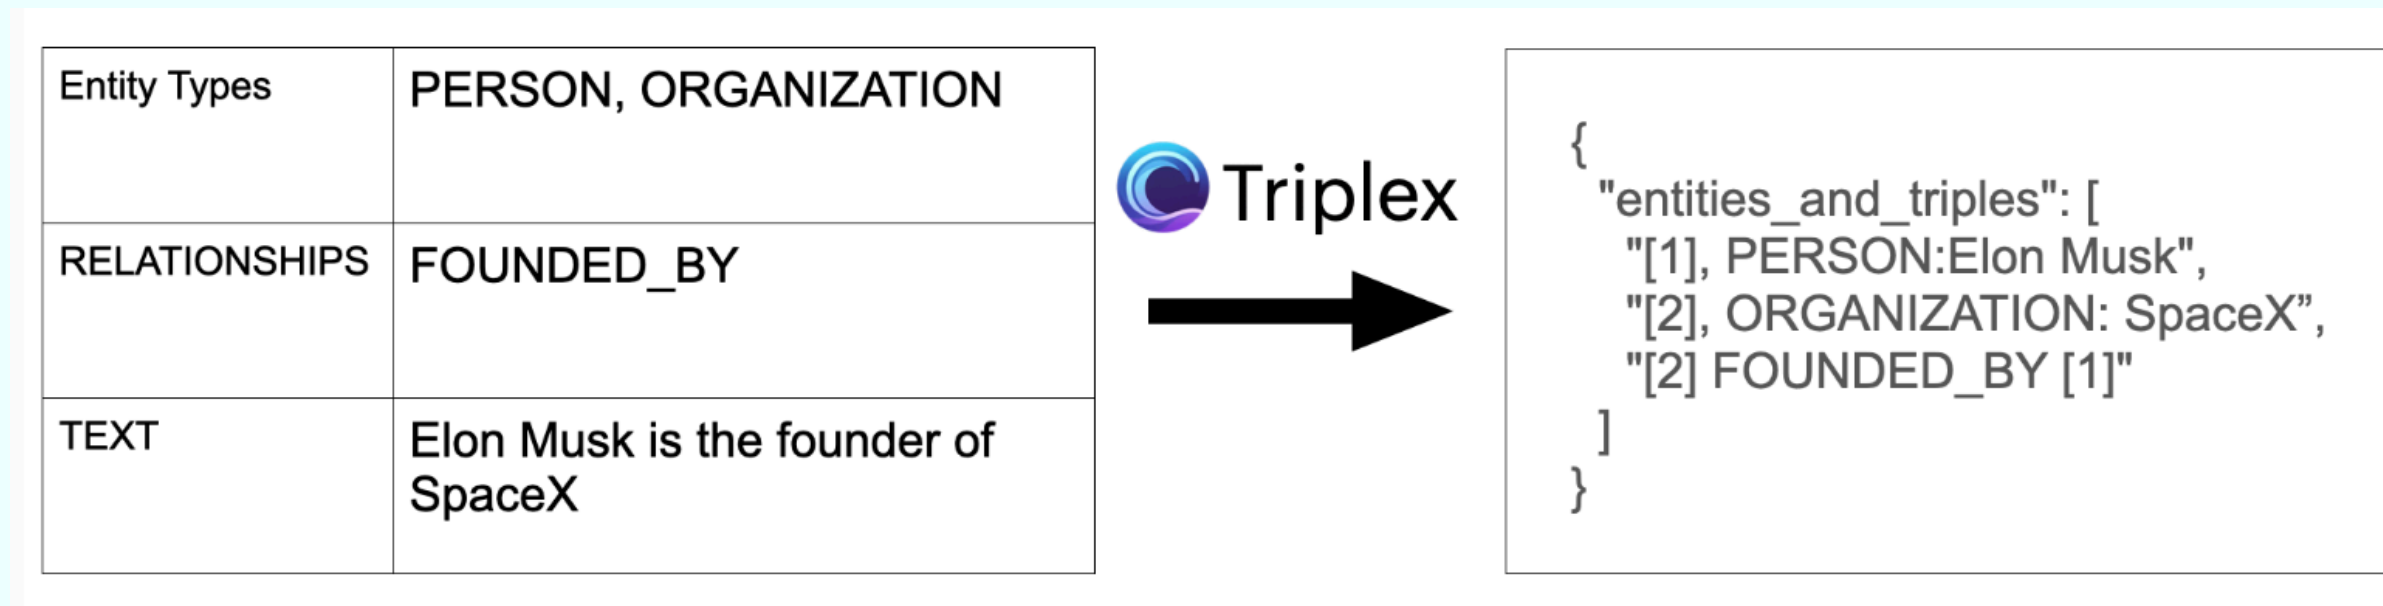 Entity Types
PERSON, ORGANIZATION
RELATIONSHIPS
FOUNDED_BY
TEXT
Elon Musk is the founder of
SpaceX
Triplex
{
"entities_and_triples": [
"[1], PERSON:Elon Musk",
"[2], ORGANIZATION: SpaceX”,
"[2] FOUNDED_BY [1]"
]
}